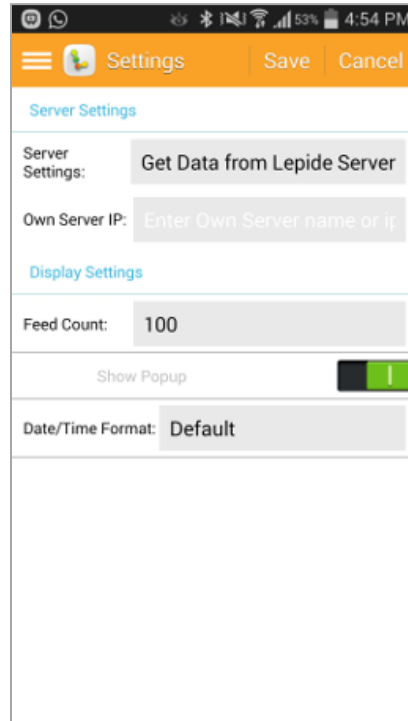 53% 4:54 PM
Settings Save Cancel
Server Settings
Server
Settings: Get Data from Lepide Server
Own Server IP: Enter Own Server name or ip
Display Settings
Feed Count: 100
Show Popup
Date/Time Format: Default